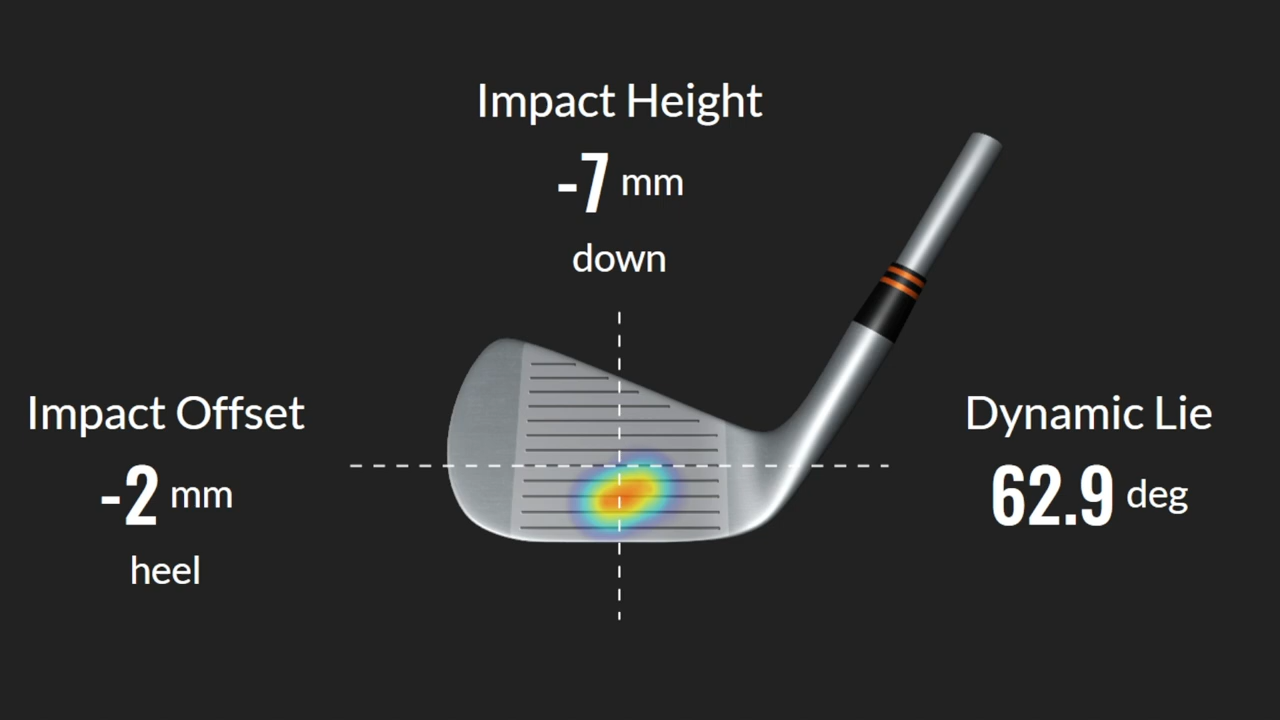 Impact Height
-7 mm
down
Impact Offset
-2 mm
heel
Dynamic Lie
62.9 deg